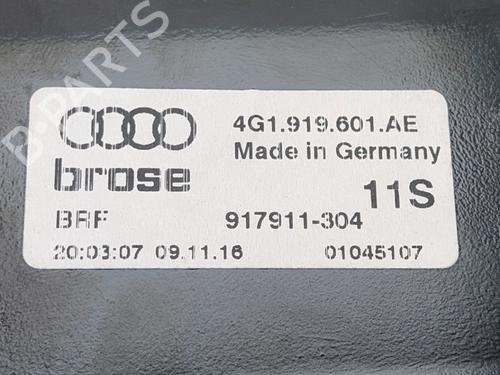 B-PARTS
4G1.919.601.AE
Made in Germany
brose
11S
BRF 917911-304
20:03:07 09.11.16 01045107